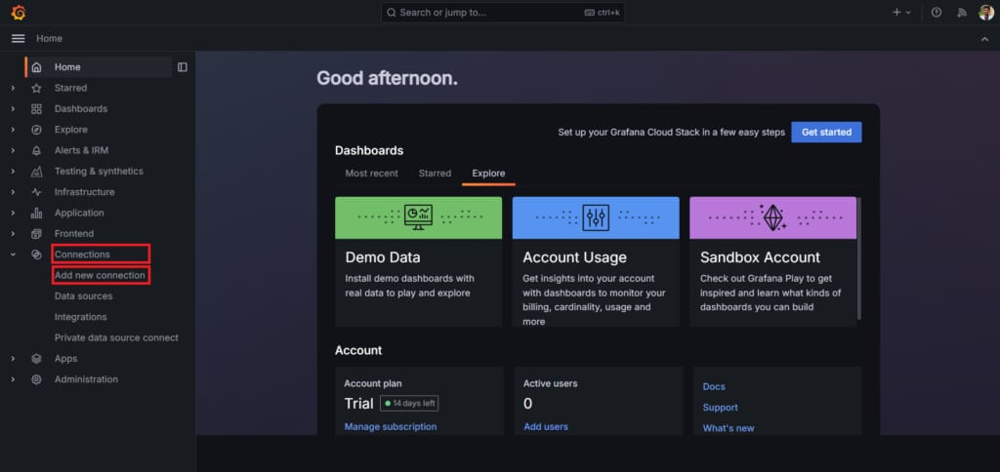 Search or jump to...
ctrl+k
Home
Home
Starred
Dashboards
Explore
Alerts & IRM
Testing & synthetics
Infrastructure
Application
Frontend
Connections
Add new connection
Data sources
Integrations
Private data source connect
Apps
Administration
Good afternoon.
Set up your Grafana Cloud Stack in a few easy steps
Get started
Dashboards
Most recent
Starred
Explore
Demo Data
Install demo dashboards with
real data to play and explore
Account Usage
Get insights into your account
with dashboards to monitor your
billing, cardinality, usage and
more
Sandbox Account
Check out Grafana Play to get
inspired and learn what kinds of
dashboards you can build
Account
Account plan
Trial
14 days left
Manage subscription
Active users
0
Add users
Docs
Support
What's new